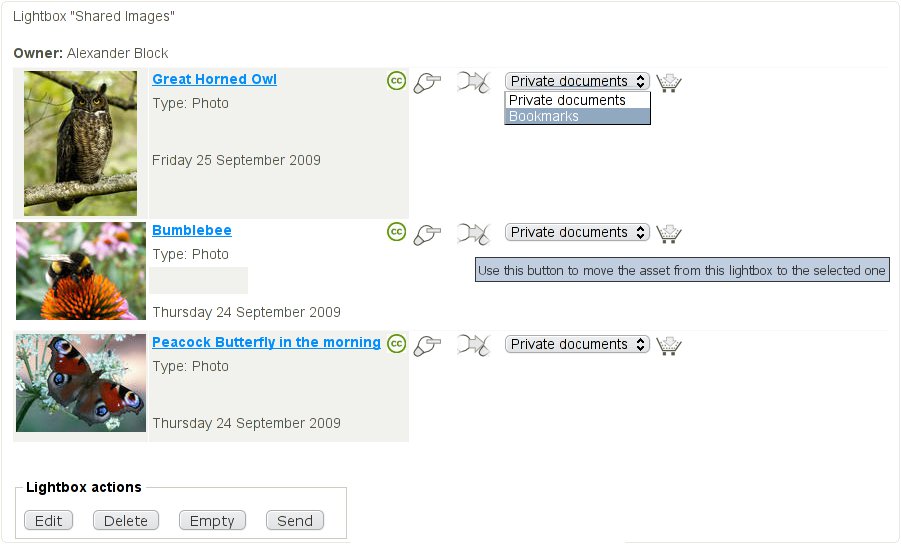 Lightbox "Shared Images"
Owner: Alexander Block
Great Horned Owl cc Private documents
Type: Photo Private documents
Bookmarks
Friday 25 September 2009
Bumblebee cc Private documents
Type: Photo
Use this button to move the asset from this lightbox to the selected one
Thursday 24 September 2009
Peacock Butterfly in the morning cc Private documents
Type: Photo
Thursday 24 September 2009
Lightbox actions
Edit Delete Empty Send